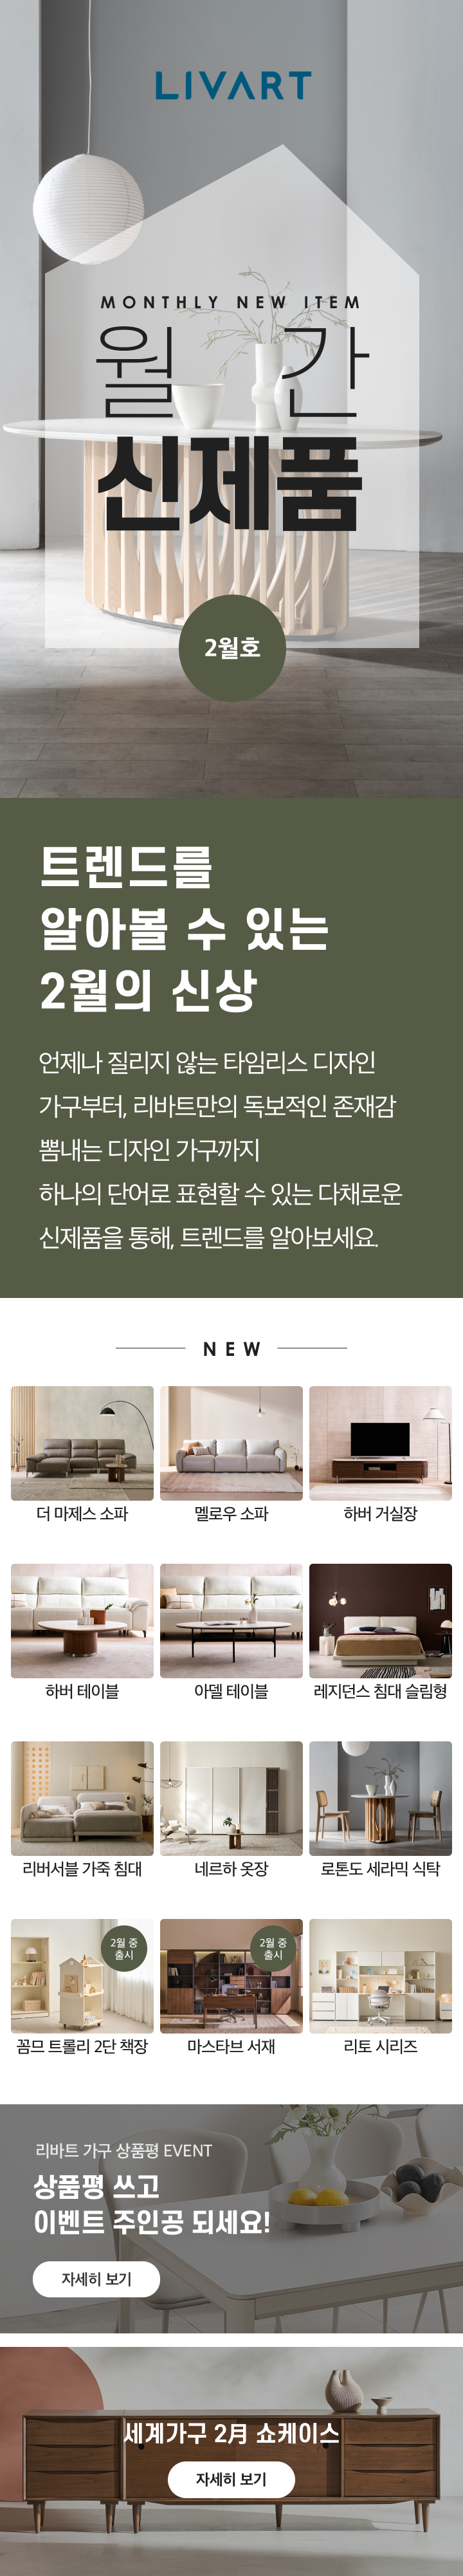 LIVART
MONTHLY NEW ITEM
월간
신제품
2월호
트렌드를
알아볼 수 있는
2월의 신상
언제나 질리지 않는 타임리스 디자인
가구부터, 리바트만의 독보적인 존재감
뽐내는 디자인 가구까지
하나의 단어로 표현할 수 있는 다채로운
신제품을 통해, 트렌드를 알아보세요.
NEW
더 마제스 소파
멜로우 소파
하버 거실장
하버 테이블
아델 테이블
레지던스 침대 슬림형
리버서블 가죽 침대
네르하 옷장
로톤도 세라믹 식탁
2월 중
출시
꼼므 트롤리 2단 책장
2월 중
출시
마스타브 서재
리토 시리즈
리바트 가구 상품평 EVENT
상품평 쓰고
이벤트 주인공 되세요!
자세히 보기
세계가구 2月 쇼케이스
자세히 보기